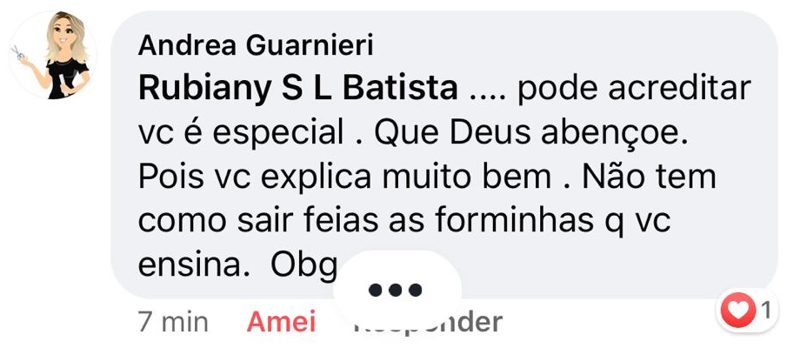 Andrea Guarnieri
Rubiany S L Batista .... pode acreditar
vc é especial . Que Deus abençoe.
Pois vc explica muito bem . Não tem
como sair feias as forminhas q vc
ensina.  Obg
7 min Amei
1